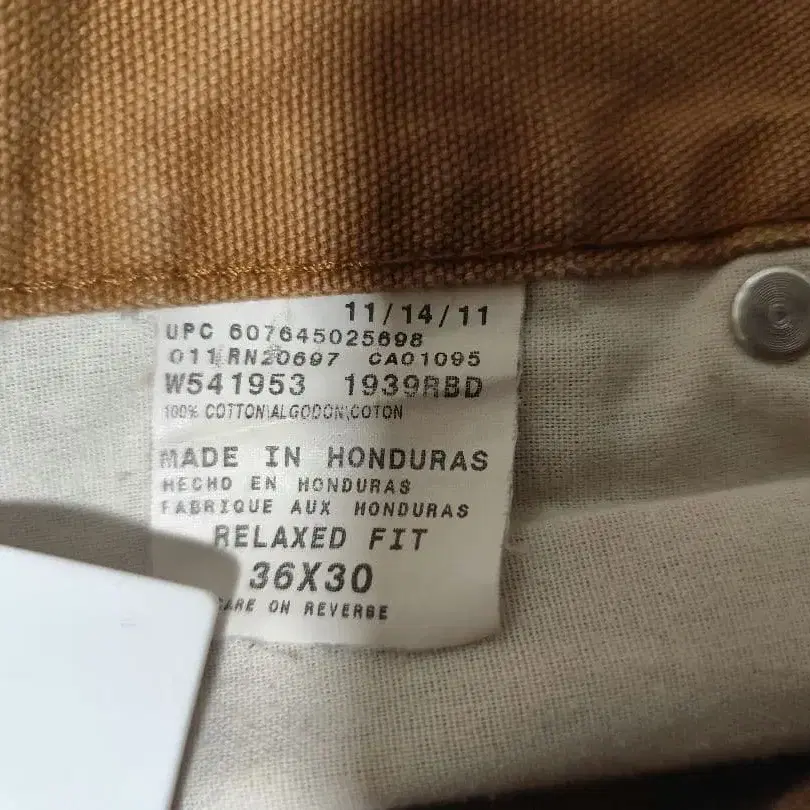 11/14/11
UPC 607645025698
011 RN20697 CA01095
W541953 1939RBD
100% COTTON\ALGODON\COTON
MADE IN HONDURAS
HECHO EN HONDURAS
FABRIQUE AUX HONDURAS
RELAXED FIT
36X30
CARE ON REVERSE